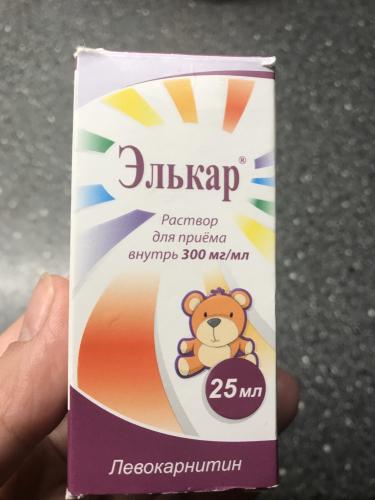 Элькар®
Раствор
для приёма
внутрь 300 мг/мл
25 мл
Левокарнитин